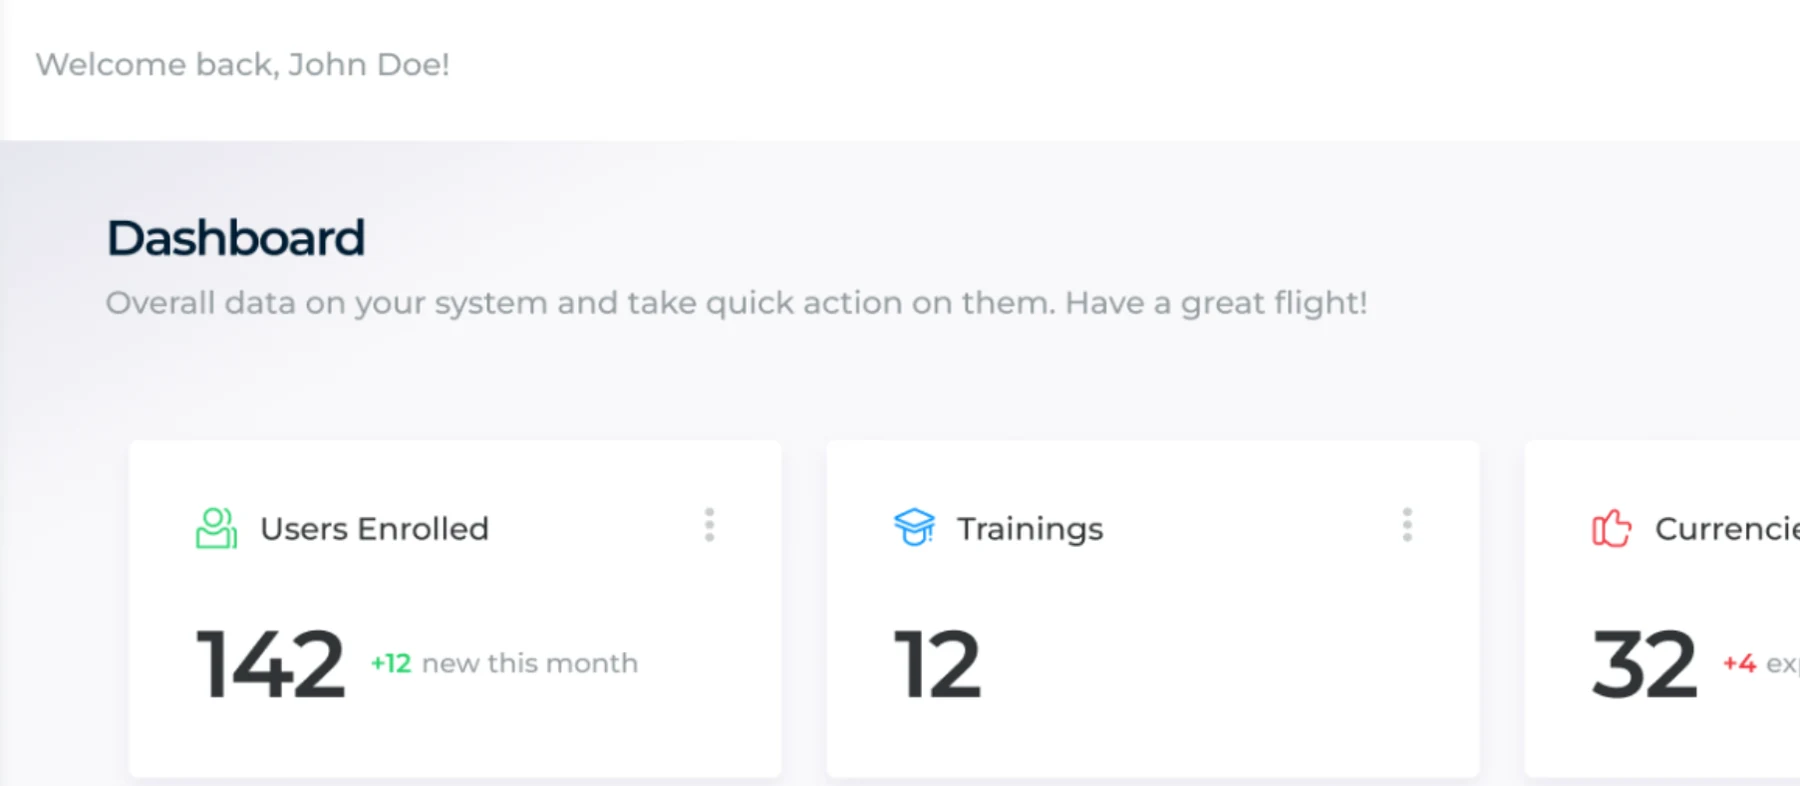 Welcome back, John Doe!
Dashboard
Overall data on your system and take quick action on them. Have a great flight!
Users Enrolled
142 +12 new this month
Trainings
12
32 +4